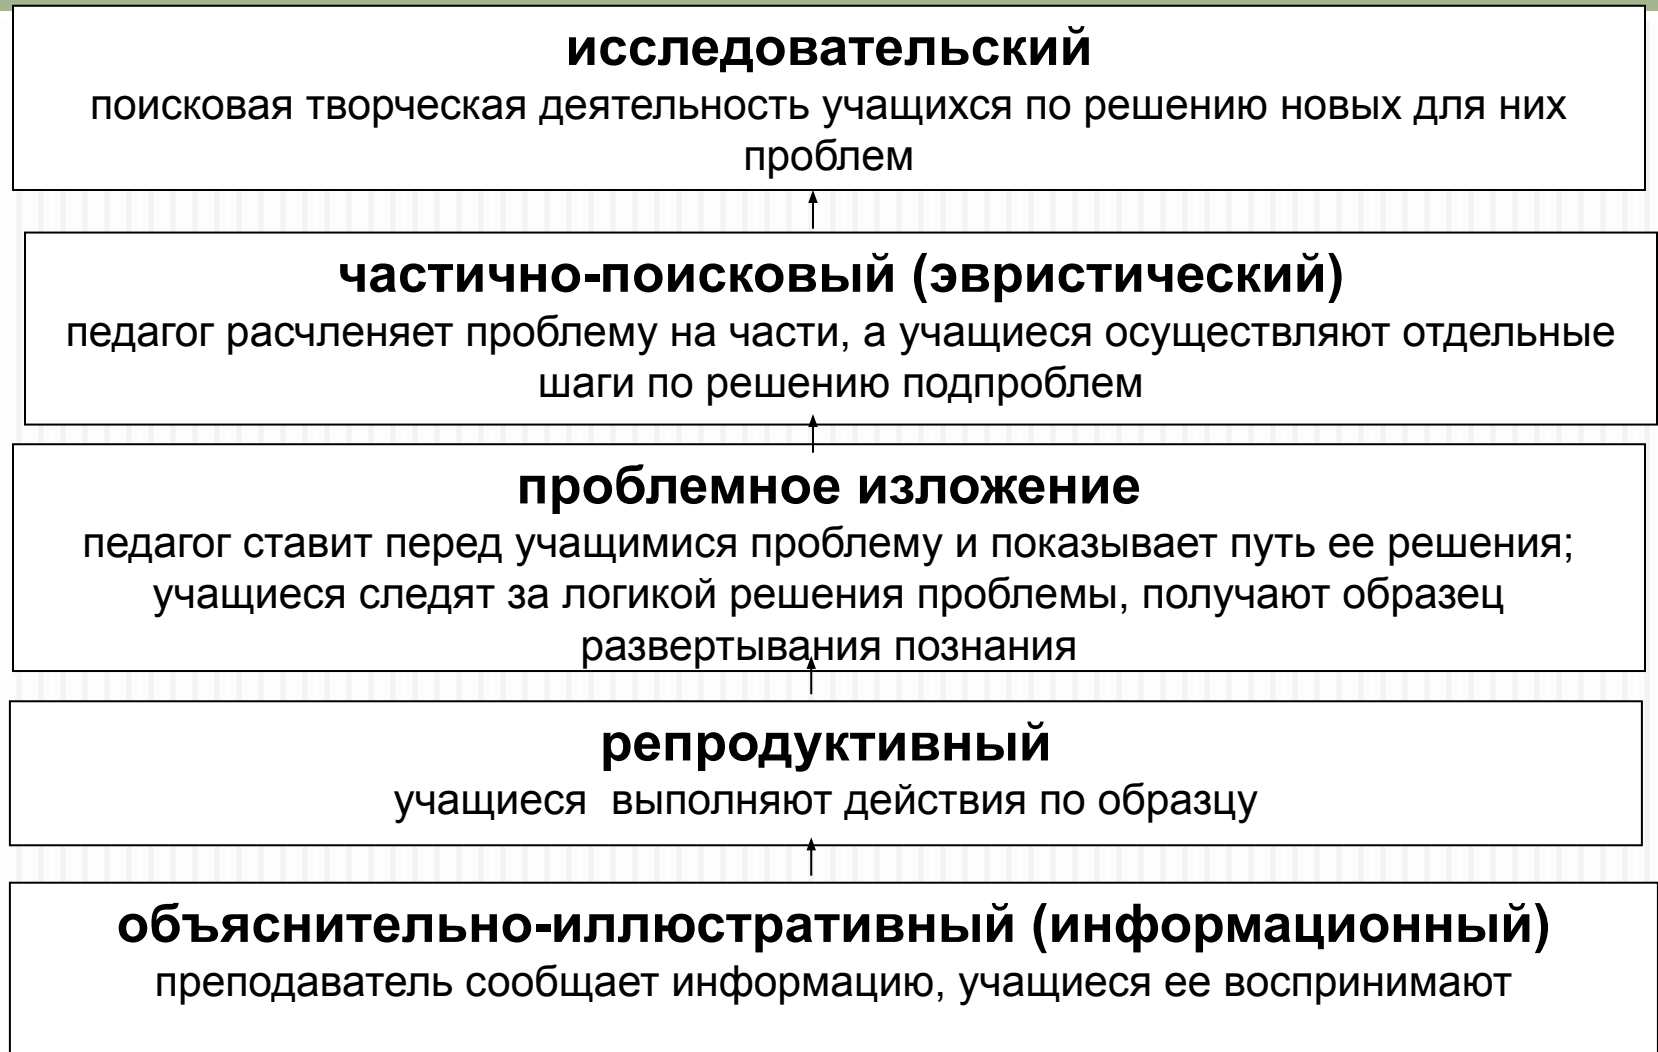 исследовательский
поисковая творческая деятельность учащихся по решению новых для них
проблем
частично-поисковый (эвристический)
педагог расчленяет проблему на части, а учащиеся осуществляют отдельные
шаги по решению подпроблем
проблемное изложение
педагог ставит перед учащимися проблему и показывает путь ее решения;
учащиеся следят за логикой решения проблемы, получают образец
развертывания познания
репродуктивный
учащиеся выполняют действия по образцу
объяснительно-иллюстративный (информационный)
преподаватель сообщает информацию, учащиеся ее воспринимают